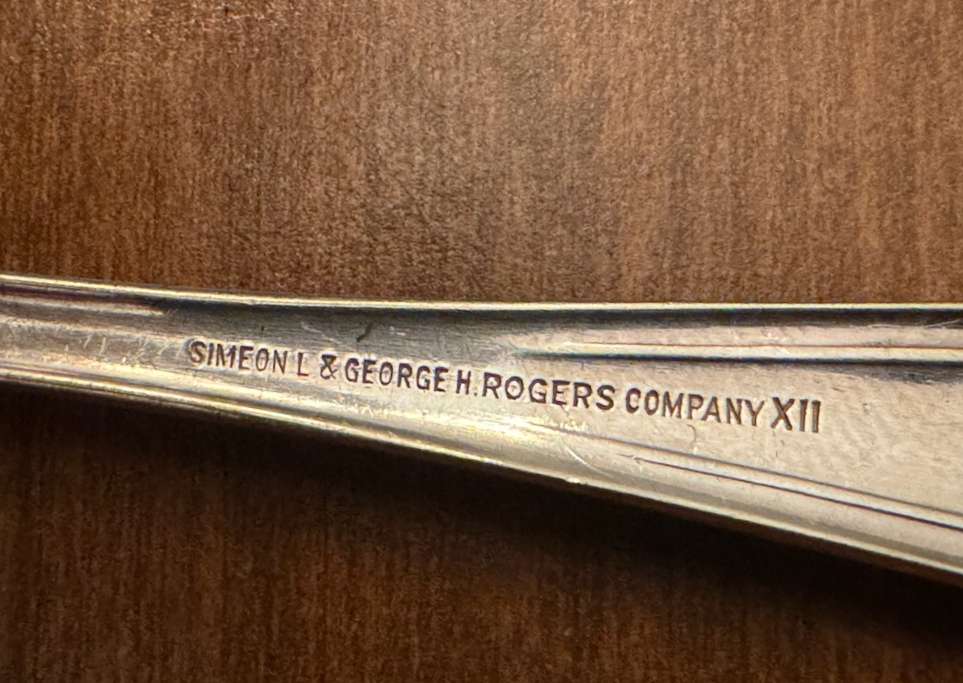 SIMEON L & GEORGE H. ROGERS COMPANY XII